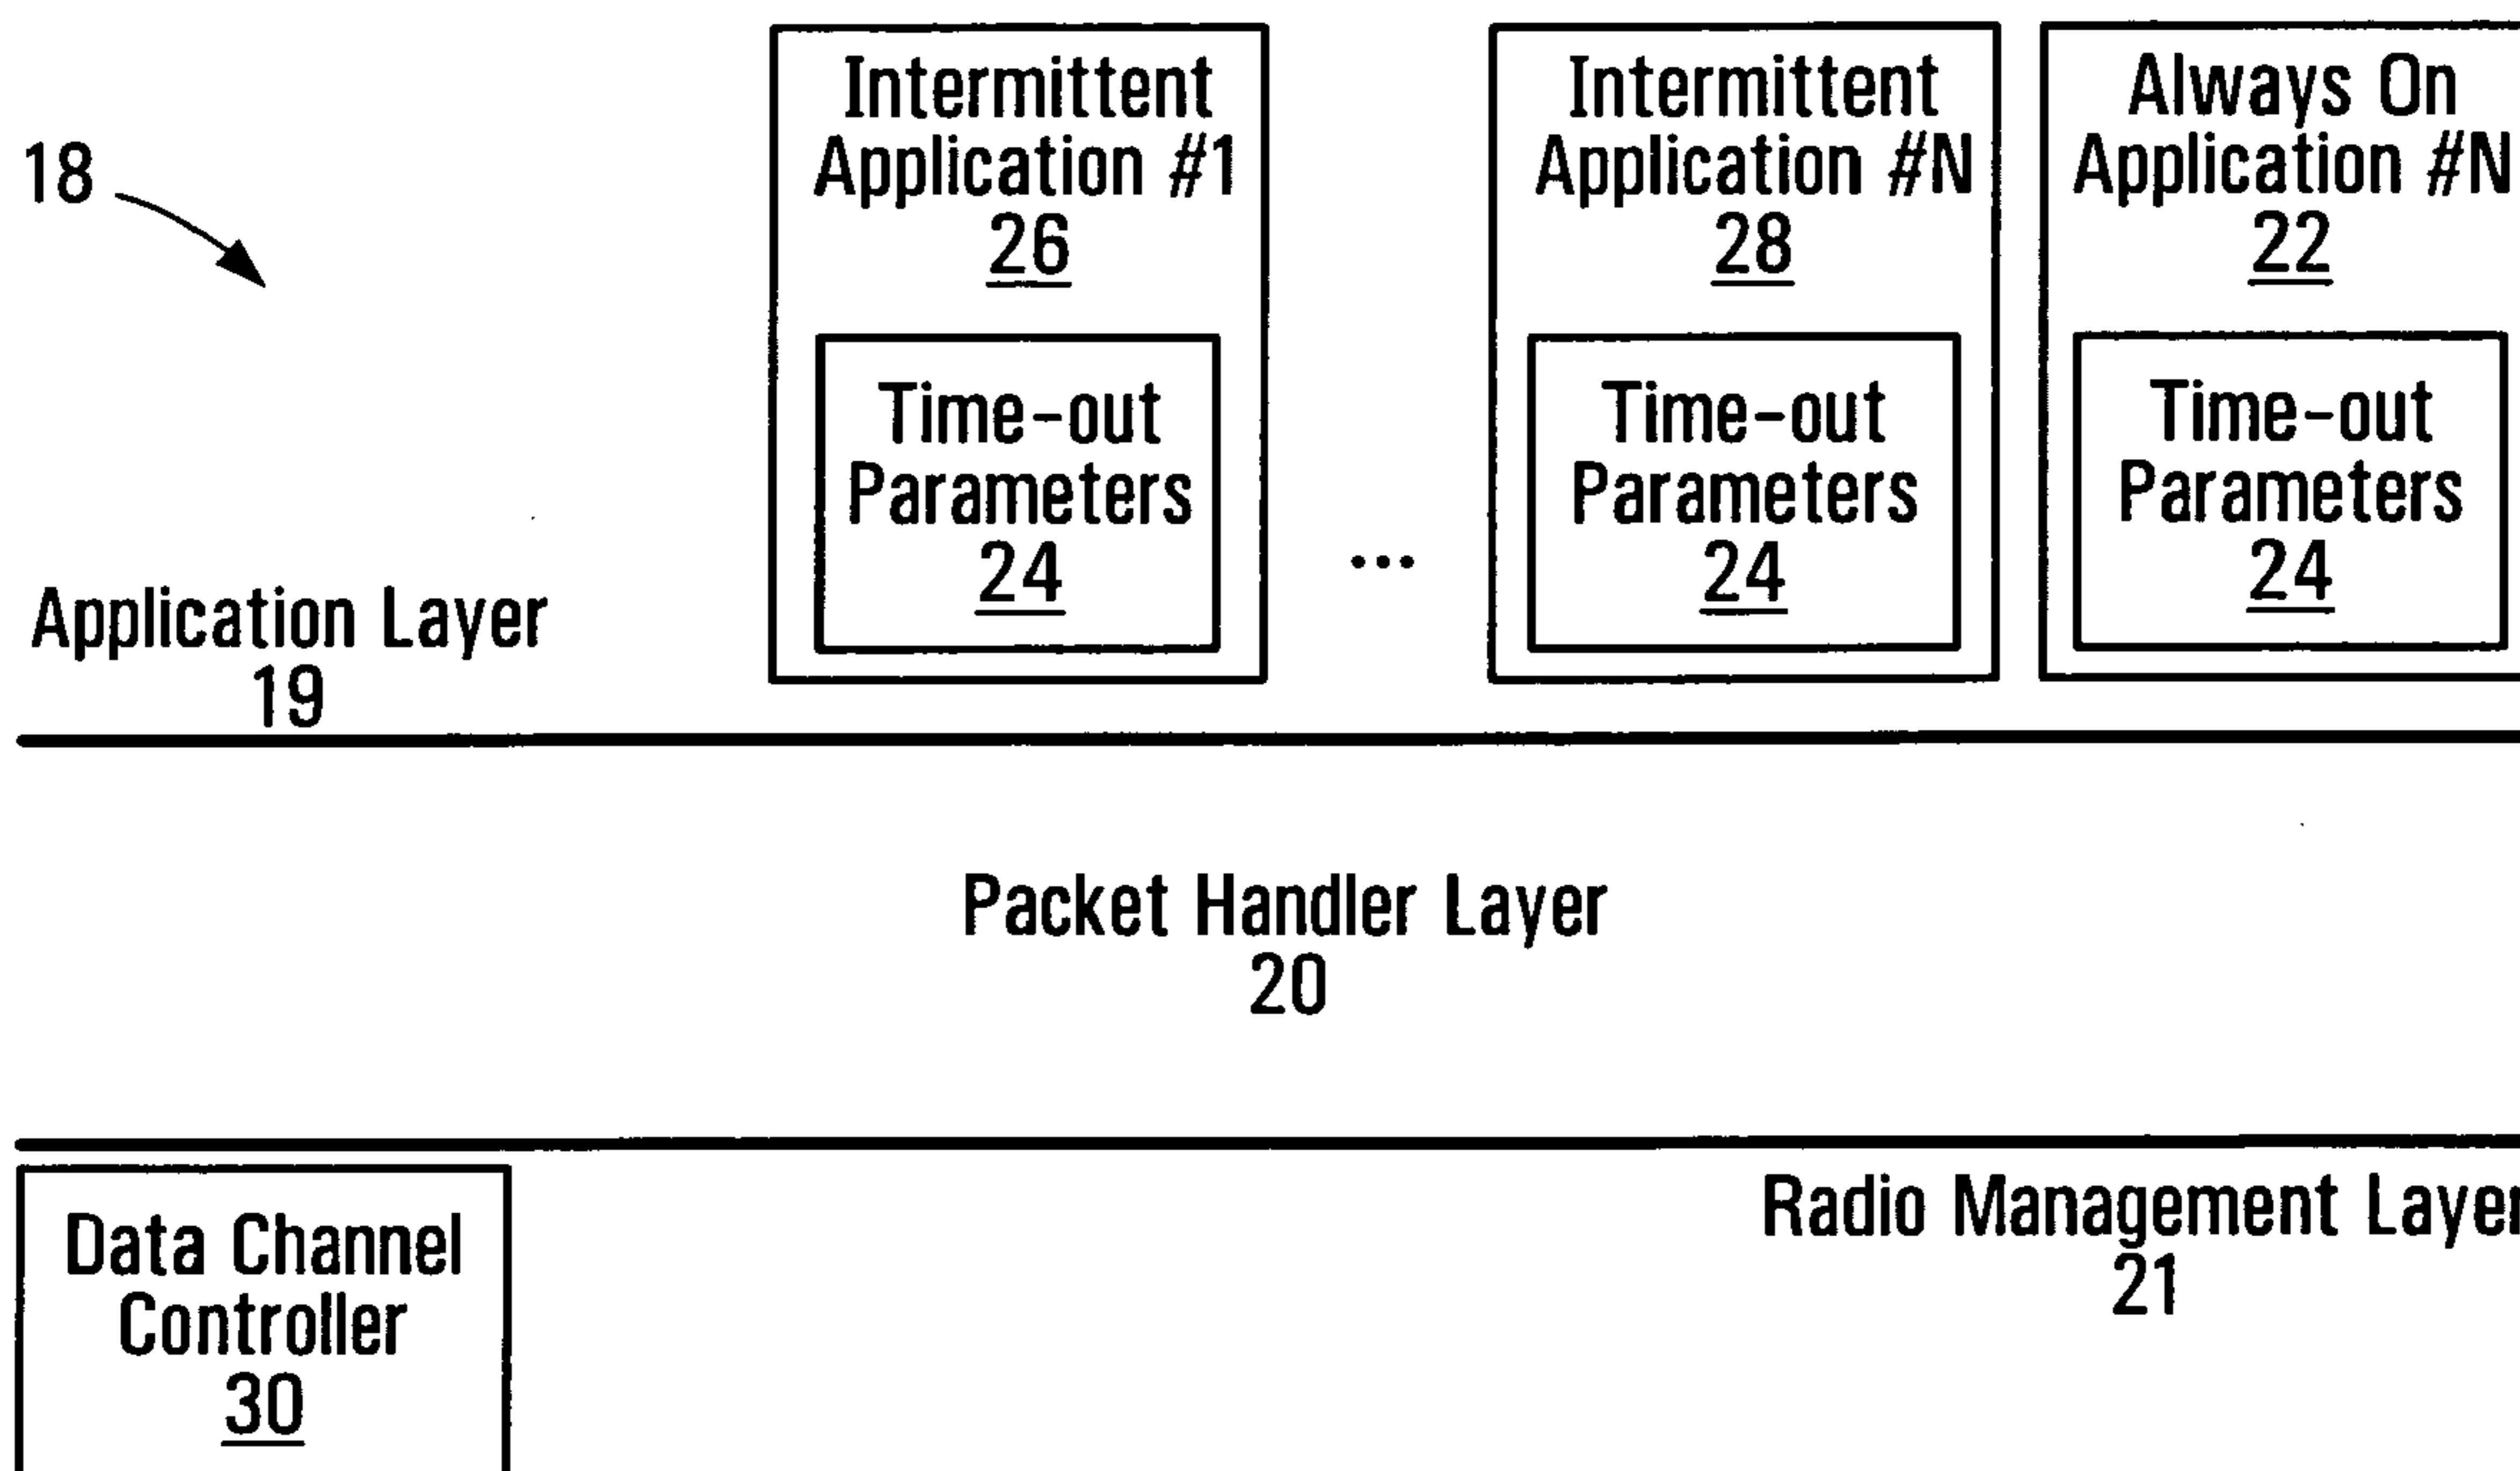 18
Intermittent
Application #1
26
Time-out
Parameters
24
...
Intermittent
Application #N
28
Time-out
Parameters
24
Always On
Application #N
22
Time-out
Parameters
24
Application Layer
19
Packet Handler Layer
20
Data Channel
Controller
30
Radio Management Layer
21